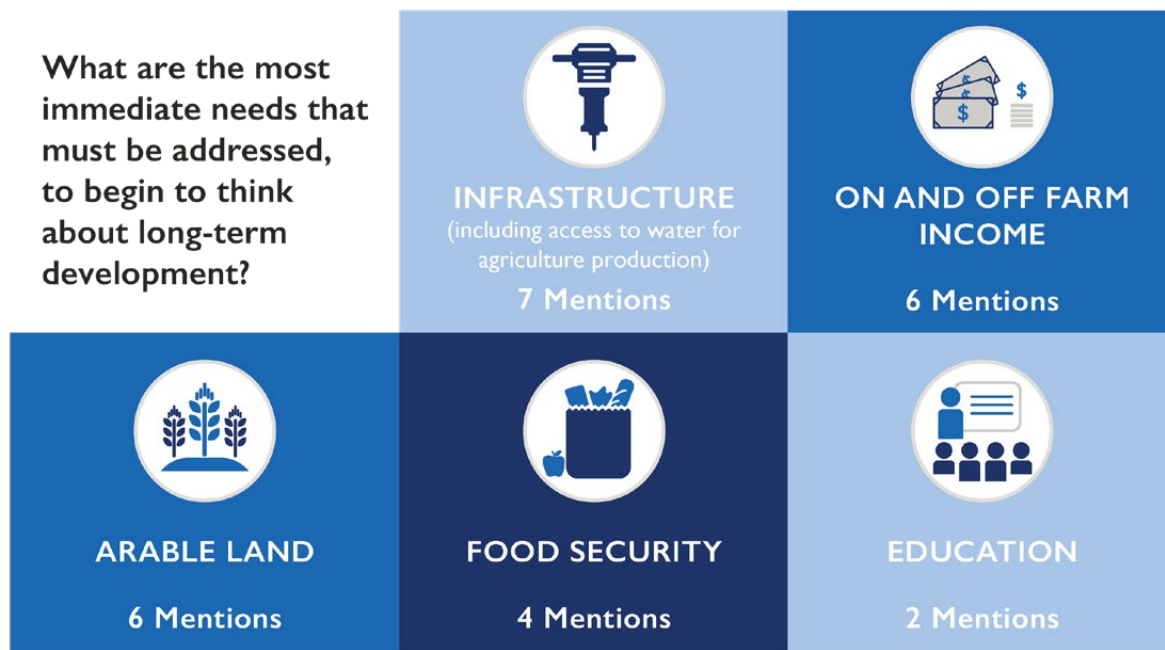 What are the most
immediate needs that
must be addressed,
to begin to think
about long-term
development?
INFRASTRUCTURE
(including access to water for
agriculture production)
7 Mentions
$
$
$
$
ON AND OFF FARM
INCOME
6 Mentions
ARABLE LAND
6 Mentions
FOOD SECURITY
4 Mentions
EDUCATION
2 Mentions